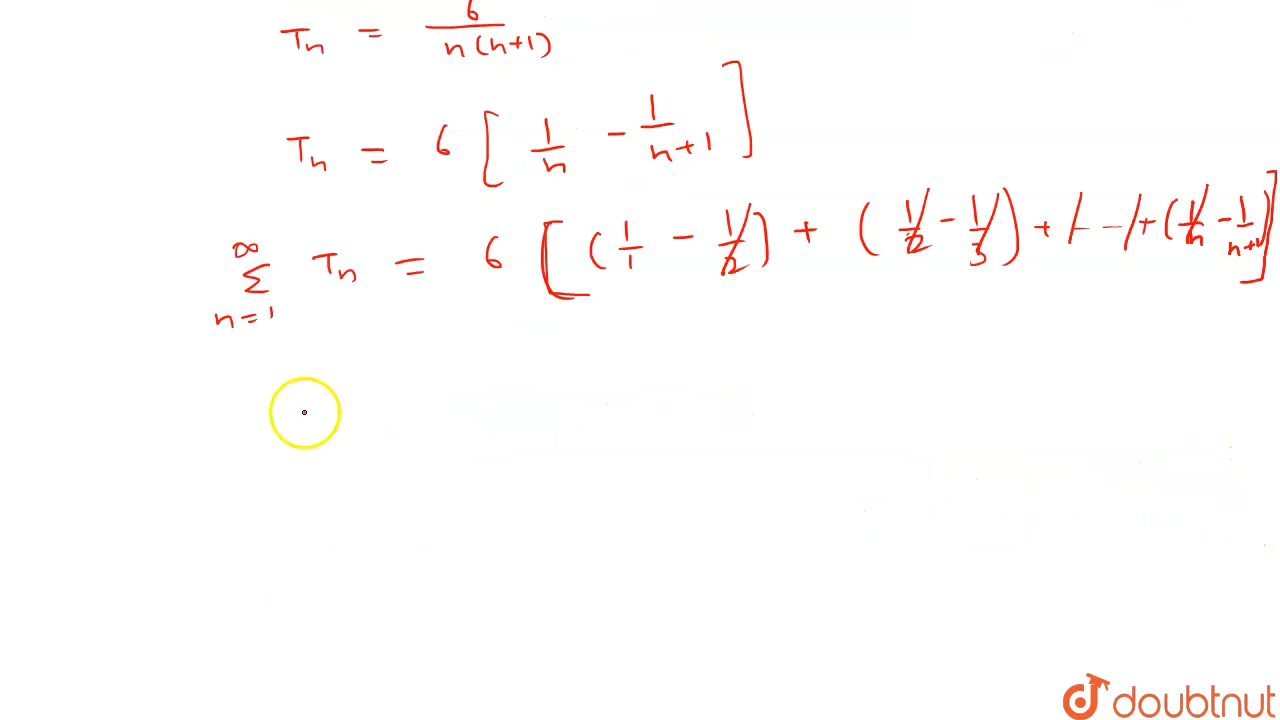 Tn = 6/n(n+1)
Tn = 6 [ 1/n - 1/n+1 ]
∞ Σ n=1 Tn = 6 [ (1/1 - 1/2) + (1/2 - 1/3) + - - + (1/n - 1/n+1) ]
doubtnut